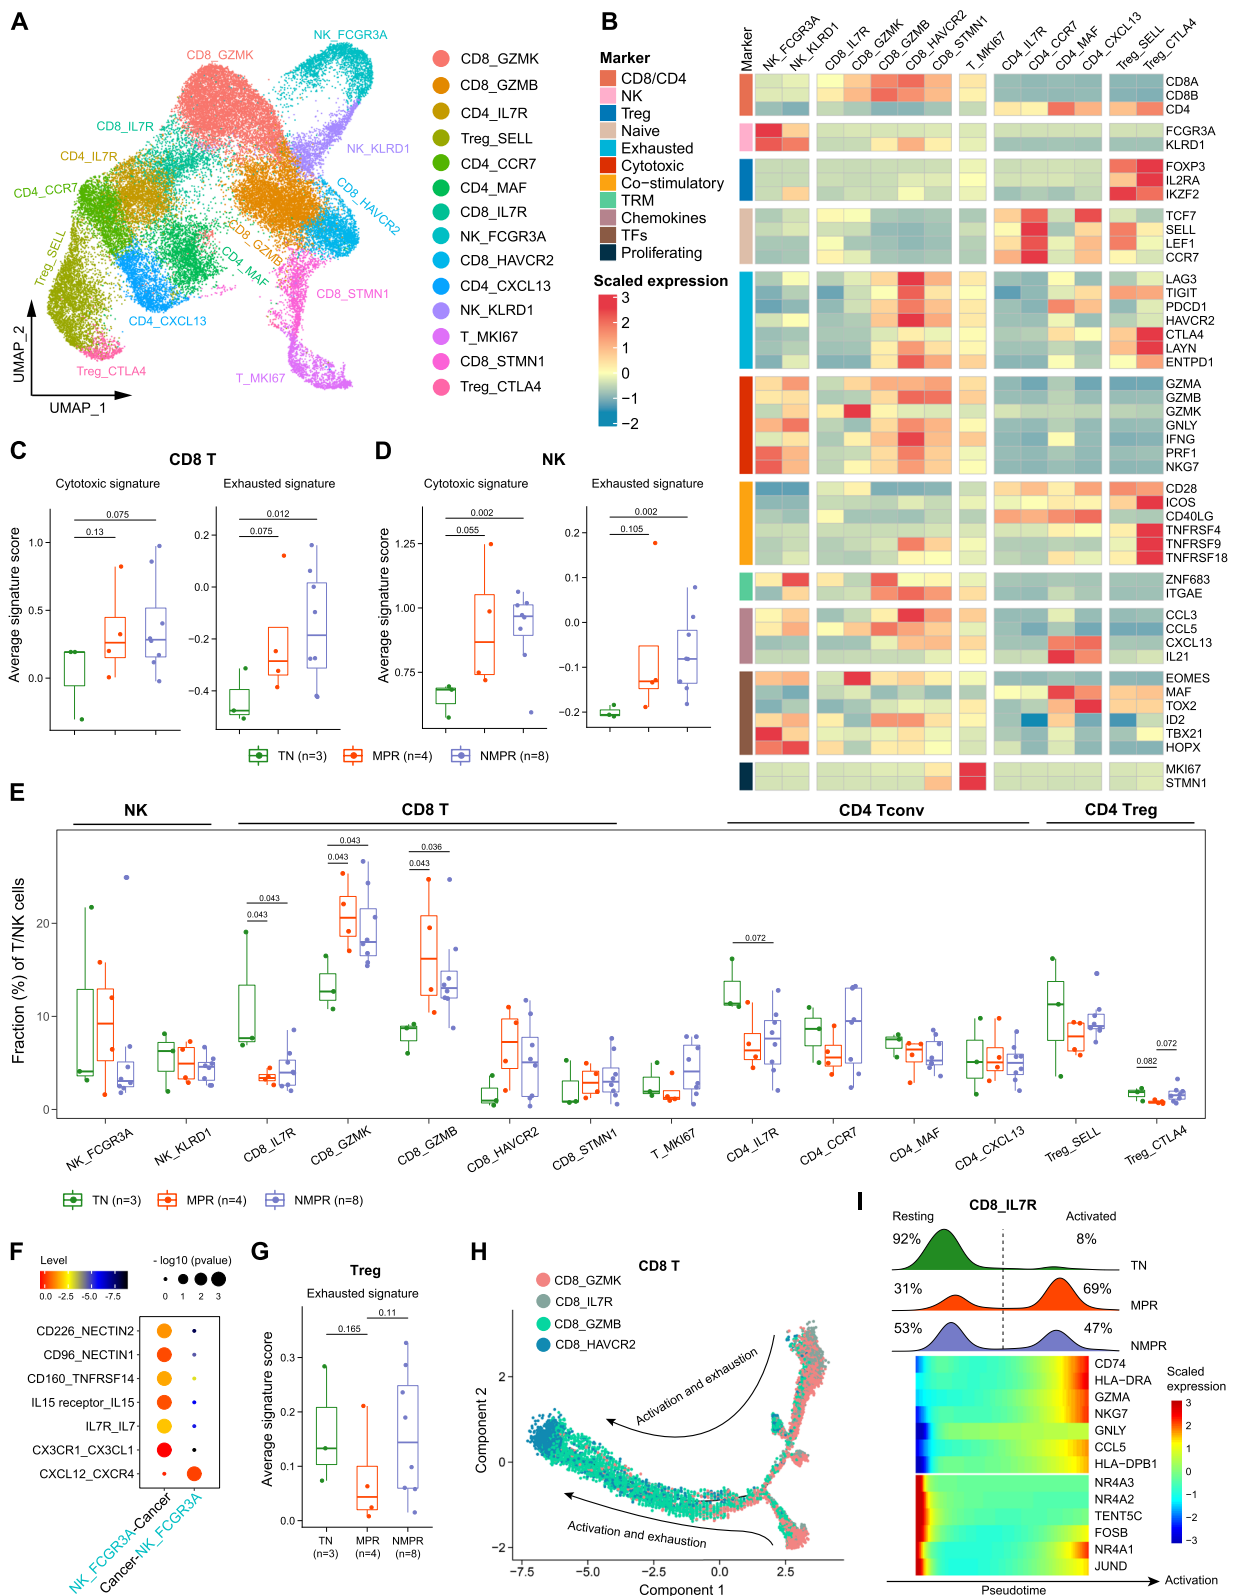 A
NK_FCGR3A
CD8_GZMK
CD8_IL7R
CD4_IL7R
NK_KLRD1
CD4_CCR7
CD8_HAVCR2
Treg_SELL
CD8_GZMB
CD4_MAF
CD8_STMN1
CD4_CXCL13
Treg_CTLA4
T_MKI67
UMAP_2
UMAP_1
CD8_GZMK
CD8_GZMB
CD4_IL7R
Treg_SELL
CD4_CCR7
CD4_MAF
CD8_IL7R
NK_FCGR3A
CD8_HAVCR2
CD4_CXCL13
NK_KLRD1
T_MKI67
CD8_STMN1
Treg_CTLA4
B
Marker
CD8/CD4
NK
Treg
Naive
Exhausted
Cytotoxic
Co-stimulatory
TRM
Chemokines
TFs
Proliferating
Scaled expression
3
2
1
0
−1
−2
Marker
NK_FCGR3A
NK_KLRD1
CD8_IL7R
CD8_GZMK
CD8_GZMB
CD8_HAVCR2
CD8_STMN1
T_MKI67
CD4_IL7R
CD4_CCR7
CD4_MAF
CD4_CXCL13
Treg_SELL
Treg_CTLA4
CD8A
CD8B
CD4
FCGR3A
KLRD1
FOXP3
IL2RA
IKZF2
TCF7
SELL
LEF1
CCR7
LAG3
TIGIT
PDCD1
HAVCR2
CTLA4
LAYN
ENTPD1
GZMA
GZMB
GZMK
GNLY
IFNG
PRF1
NKG7
CD28
ICOS
CD40LG
TNFRSF4
TNFRSF9
TNFRSF18
ZNF683
ITGAE
CCL3
CCL5
CXCL13
IL21
EOMES
MAF
TOX2
ID2
TBX21
HOPX
MKI67
STMN1
C
CD8 T
Cytotoxic signature
Exhausted signature
Average signature score
0.075
0.13
1.0
0.5
0.0
0.012
0.075
0.2
0.0
−0.2
−0.4
D
NK
Cytotoxic signature
Exhausted signature
Average signature score
0.002
0.055
1.25
1.00
0.75
0.002
0.105
0.2
0.1
0.0
−0.1
−0.2
TN (n=3)
MPR (n=4)
NMPR (n=8)
E
NK
CD8 T
CD4 Tconv
CD4 Treg
Fraction (%) of T/NK cells
20
10
0
0.043
0.043
0.043
0.043
0.036
0.043
0.072
0.072
0.082
NK_FCGR3A
NK_KLRD1
CD8_IL7R
CD8_GZMK
CD8_GZMB
CD8_HAVCR2
CD8_STMN1
T_MKI67
CD4_IL7R
CD4_CCR7
CD4_MAF
CD4_CXCL13
Treg_SELL
Treg_CTLA4
TN (n=3)
MPR (n=4)
NMPR (n=8)
F
Level
0.0 -2.5 -5.0 -7.5
- log10 (pvalue)
0 1 2 3
CD226_NECTIN2
CD96_NECTIN1
CD160_TNFRSF14
IL15 receptor_IL15
IL7R_IL7
CX3CR1_CX3CL1
CXCL12_CXCR4
NK_FCGR3A-Cancer
Cancer-NK_FCGR3A
G
Treg
Exhausted signature
Average signature score
0.11
0.165
0.3
0.2
0.1
0.0
TN
(n=3)
MPR
(n=4)
NMPR
(n=8)
H
CD8 T
CD8_GZMK
CD8_IL7R
CD8_GZMB
CD8_HAVCR2
Activation and exhaustion
Activation and exhaustion
Component 2
2
0
−2
−7.5 −5.0 −2.5 0.0 2.5
Component 1
I
CD8_IL7R
Resting
Activated
92%
8%
TN
31%
69%
MPR
53%
47%
NMPR
CD74
HLA−DRA
GZMA
NKG7
GNLY
CCL5
HLA−DPB1
NR4A3
NR4A2
TENT5C
FOSB
NR4A1
JUND
Scaled
expression
3
2
1
0
−1
−2
−3
Pseudotime
Activation